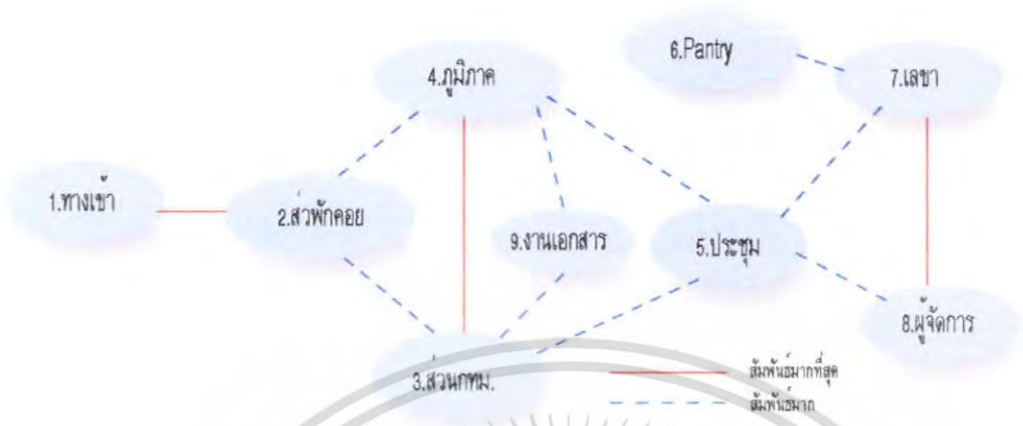 6.Pantry
4.ภูมิภาค
7.เลขา
1.ทางเข้า
2.ส่วพักคอย
9.งานเอกสาร
5.ประชุม
8.ผู้จัดการ
3.ส่วนกทม.
สัมพันธ์มากที่สุด
สัมพันธ์มาก